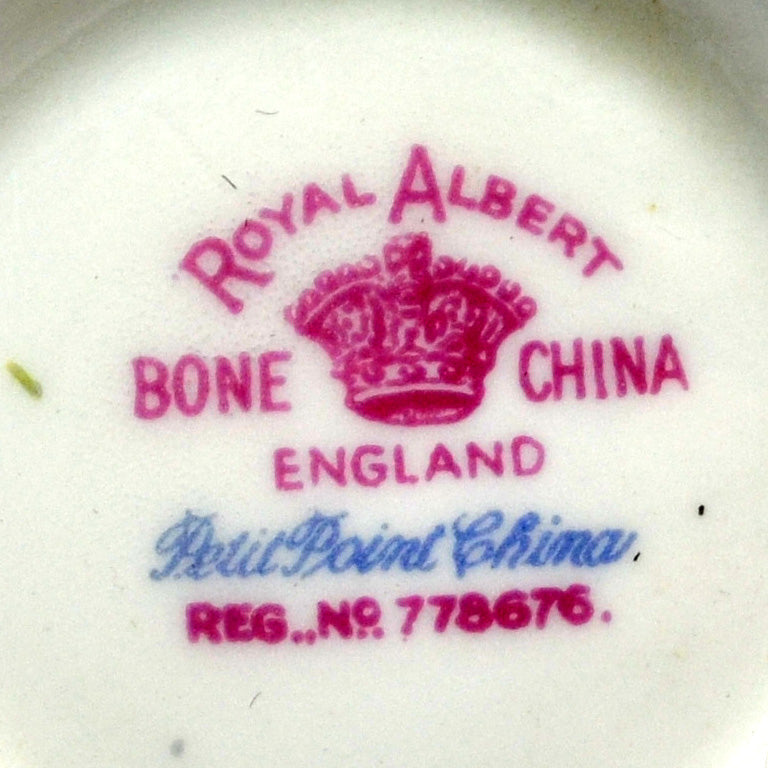 ROYAL ALBERT
BONE CHINA
ENGLAND
Petit Point China
REG., No. 778676.